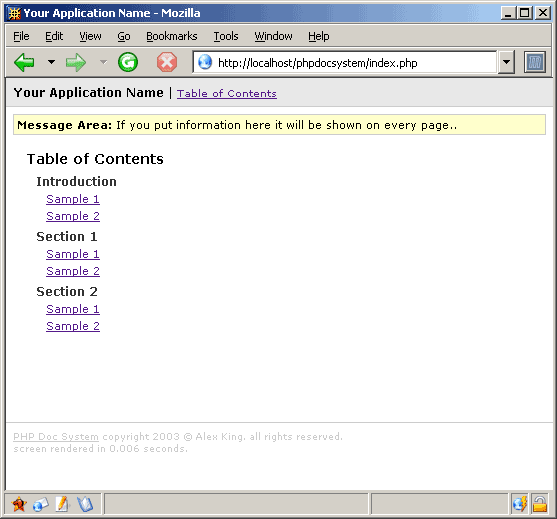 Your Application Name - Mozilla
File Edit View Go Bookmarks Tools Window Help
http://localhost/phpdocsystem/index.php
Your Application Name | Table of Contents
Message Area: If you put information here it will be shown on every page..
Table of Contents
Introduction
Sample 1
Sample 2
Section 1
Sample 1
Sample 2
Section 2
Sample 1
Sample 2
PHP Doc System copyright 2003 © Alex King. all rights reserved.
screen rendered in 0.006 seconds.